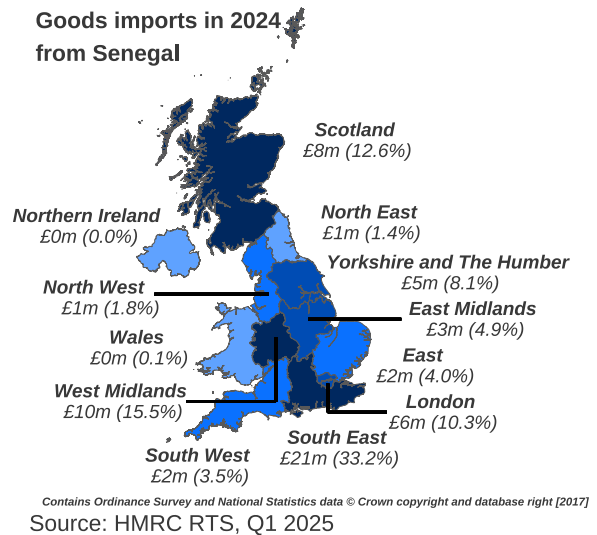 Goods imports in 2024
from Senegal
Scotland
£8m (12.6%)
Northern Ireland
£0m (0.0%)
North East
£1m (1.4%)
Yorkshire and The Humber
£5m (8.1%)
North West
£1m (1.8%)
East Midlands
£3m (4.9%)
Wales
£0m (0.1%)
East
£2m (4.0%)
West Midlands
£10m (15.5%)
London
£6m (10.3%)
South East
£21m (33.2%)
South West
£2m (3.5%)
Contains Ordinance Survey and National Statistics data © Crown copyright and database right [2017]
Source: HMRC RTS, Q1 2025